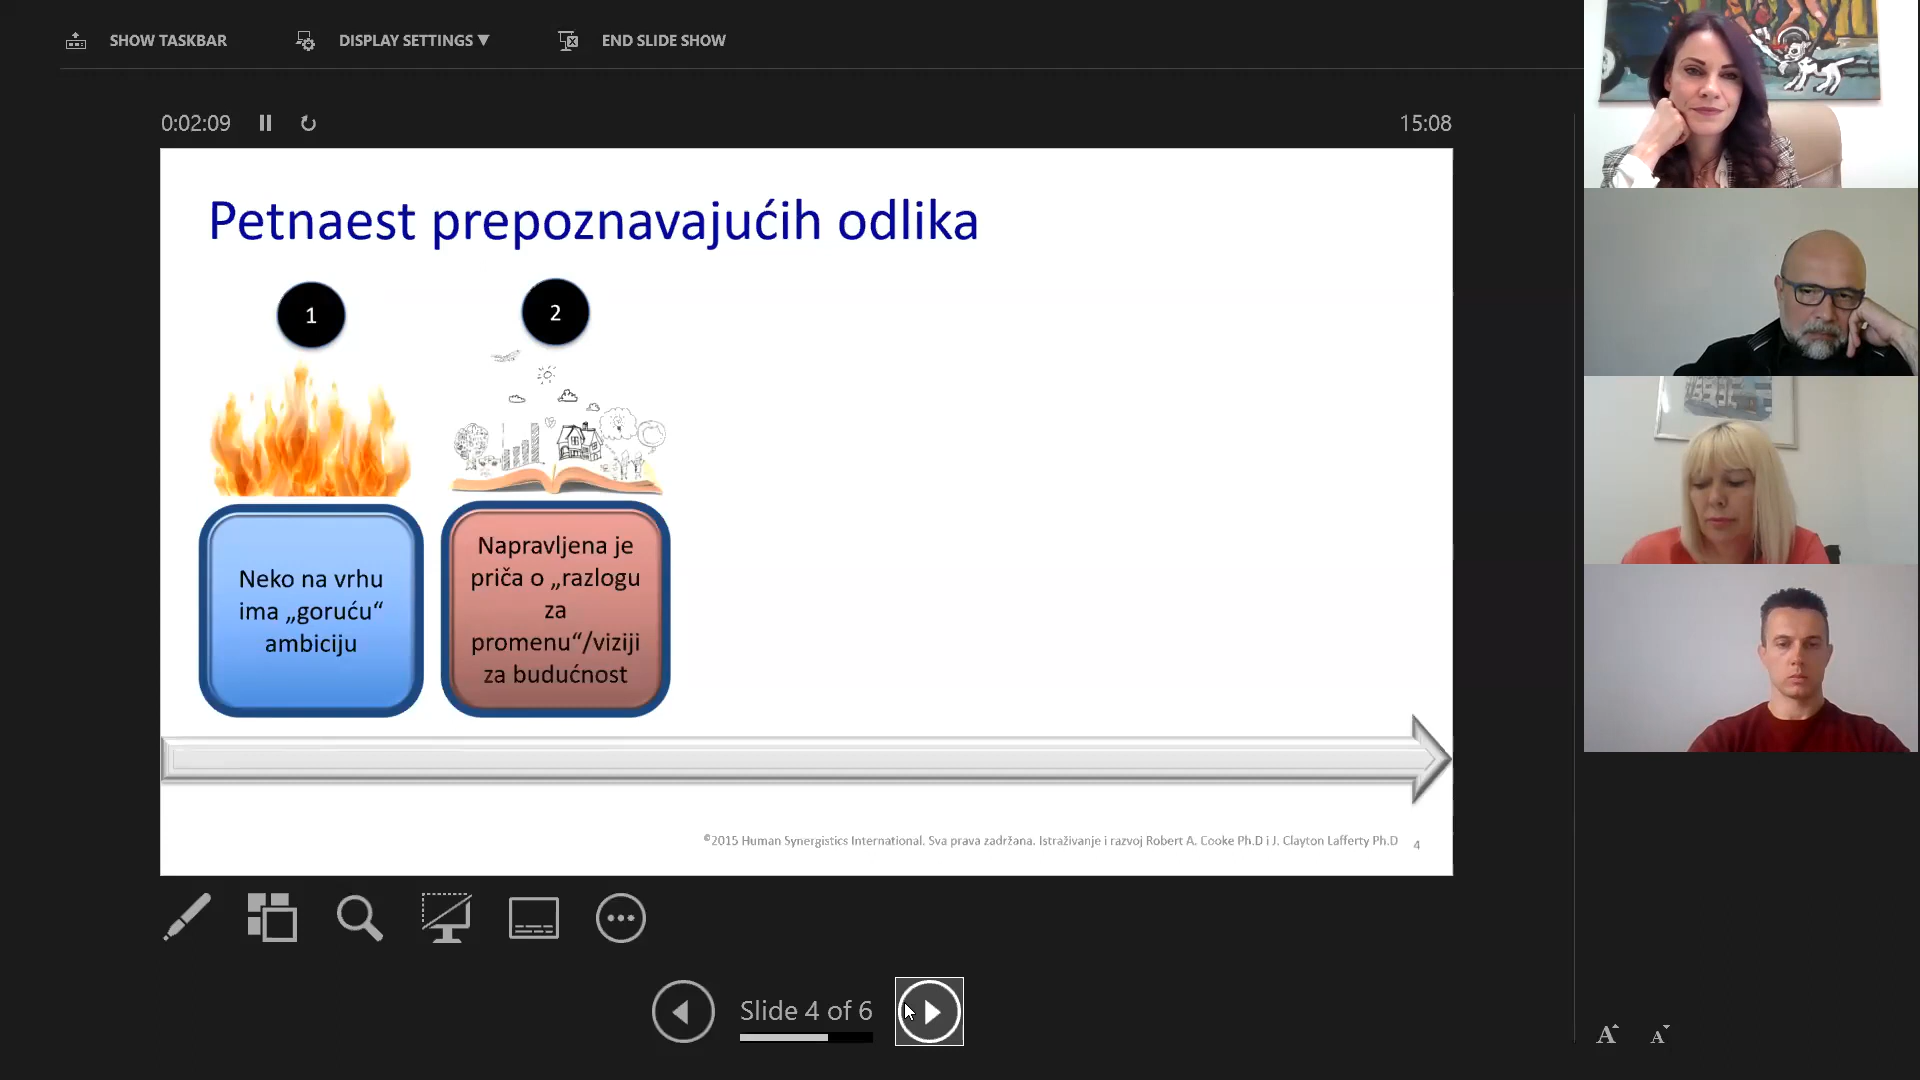 SHOW TASKBAR
DISPLAY SETTINGS ▼
END SLIDE SHOW
0:02:09
15:08
Petnaest prepoznavajućih odlika
1
2
Neko na vrhu
ima „goruću“
ambiciju
Napravljena je
priča o „razlogu
za
promenu“/viziji
za budućnost
©2015 Human Synergistics International. Sva prava zadržana. Istraživanje i razvoj Robert A. Cooke Ph.D i J. Clayton Lafferty Ph.D
4
Slide 4 of 6
A A